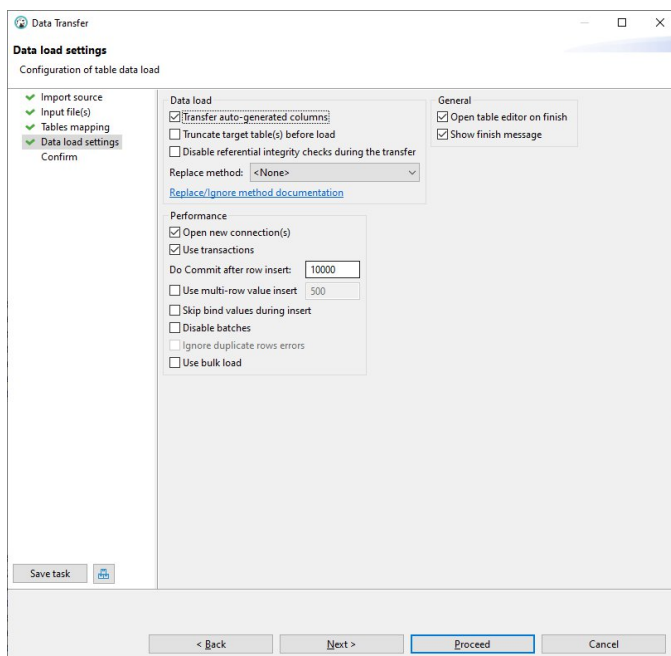 Data Transfer
Data load settings
Configuration of table data load
Import source
Input file(s)
Tables mapping
Data load settings
Confirm
Data load
Transfer auto-generated columns
Truncate target table(s) before load
Disable referential integrity checks during the transfer
Replace method: <None>
Replace/Ignore method documentation
General
Open table editor on finish
Show finish message
Performance
Open new connection(s)
Use transactions
Do Commit after row insert: 10000
Use multi-row value insert 500
Skip bind values during insert
Disable batches
Ignore duplicate rows errors
Use bulk load
Save task
< Back Next > Proceed Cancel